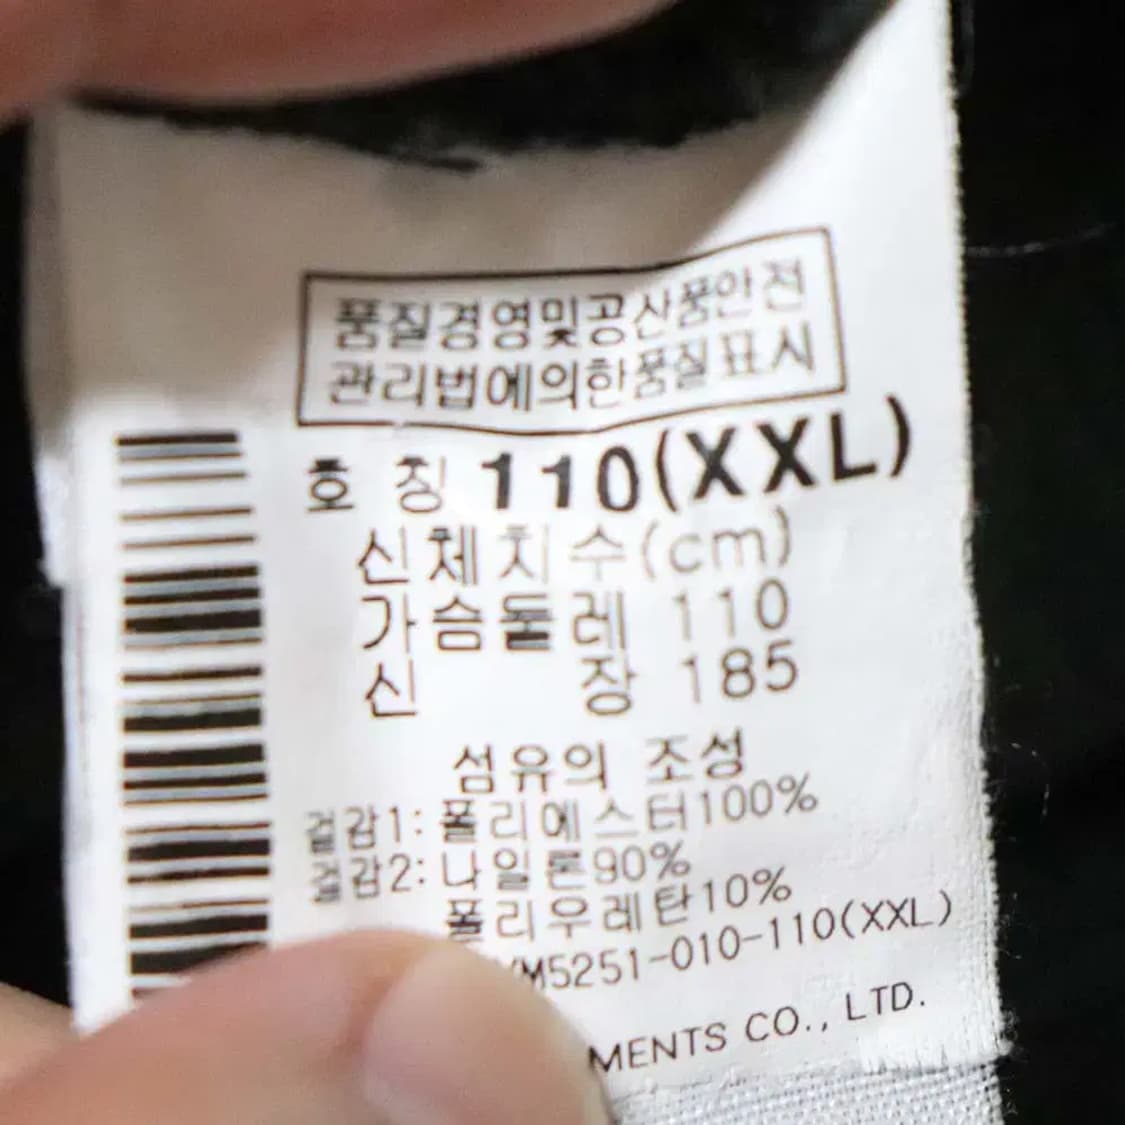 품질경영및공산품안전
관리법에의한품질표시
호 칭 110(XXL)
신체치수(cm)
가슴둘레 110
신 장 185
섬유의 조성
겉감1: 폴리에스터100%
겉감2: 나일론90%
폴리우레탄10%
M5251-010-110(XXL)
MENTS CO., LTD.